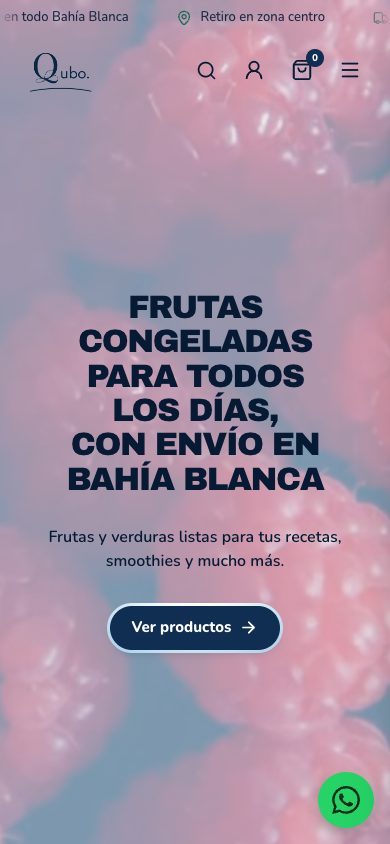 en todo Bahía Blanca
Retiro en zona centro
Qubo.
0
FRUTAS
CONGELADAS
PARA TODOS
LOS DÍAS,
CON ENVÍO EN
BAHÍA BLANCA
Frutas y verduras listas para tus recetas,
smoothies y mucho más.
Ver productos